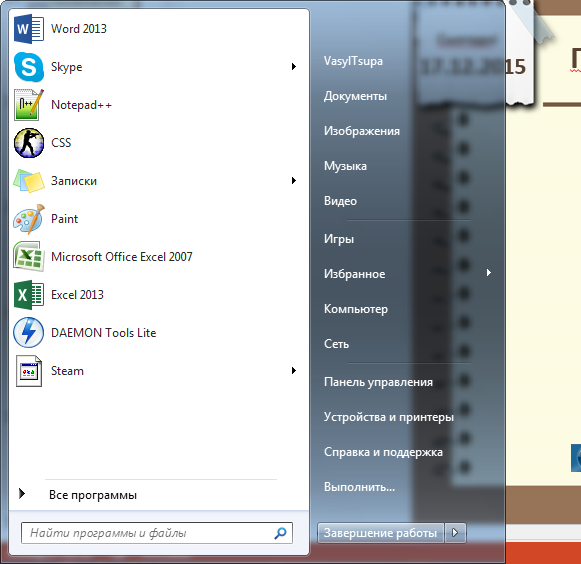 Word 2013
Skype
Notepad++
CSS
Записки
Paint
Microsoft Office Excel 2007
Excel 2013
DAEMON Tools Lite
Steam
Все программы
Найти программы и файлы
VasylTsupa
Документы
Изображения
Музыка
Видео
Игры
Избранное
Компьютер
Сеть
Панель управления
Устройства и принтеры
Справка и поддержка
Выполнить...
Завершение работы
17.12.2015